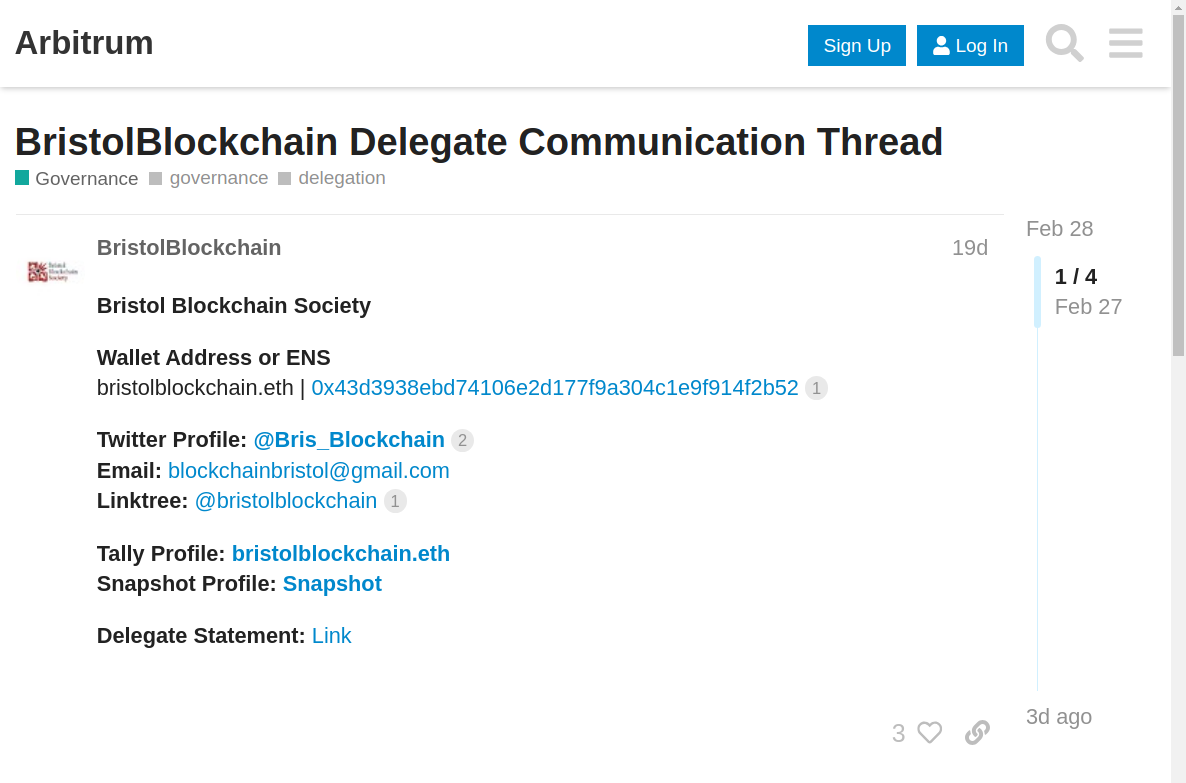 Arbitrum
Sign Up
Log In
BristolBlockchain Delegate Communication Thread
Governance governance delegation
BristolBlockchain 19d
Feb 28
1 / 4
Feb 27
Bristol Blockchain Society
Bristol Blockchain Society
Wallet Address or ENS
bristolblockchain.eth | 0x43d3938ebd74106e2d177f9a304c1e9f914f2b52 1
Twitter Profile: @Bris_Blockchain 2
Email: blockchainbristol@gmail.com
Linktree: @bristolblockchain 1
Tally Profile: bristolblockchain.eth
Snapshot Profile: Snapshot
Delegate Statement: Link
3d ago
3